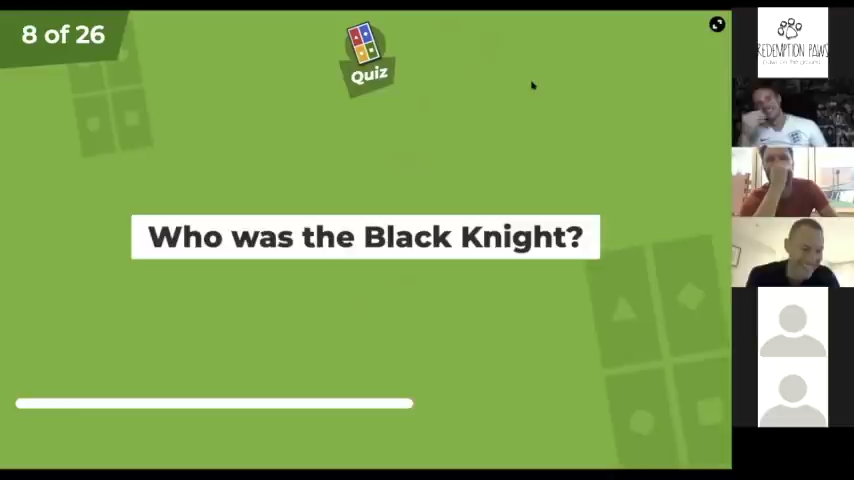 8 of 26
Quiz
Who was the Black Knight?
REDEMPTION PAWS